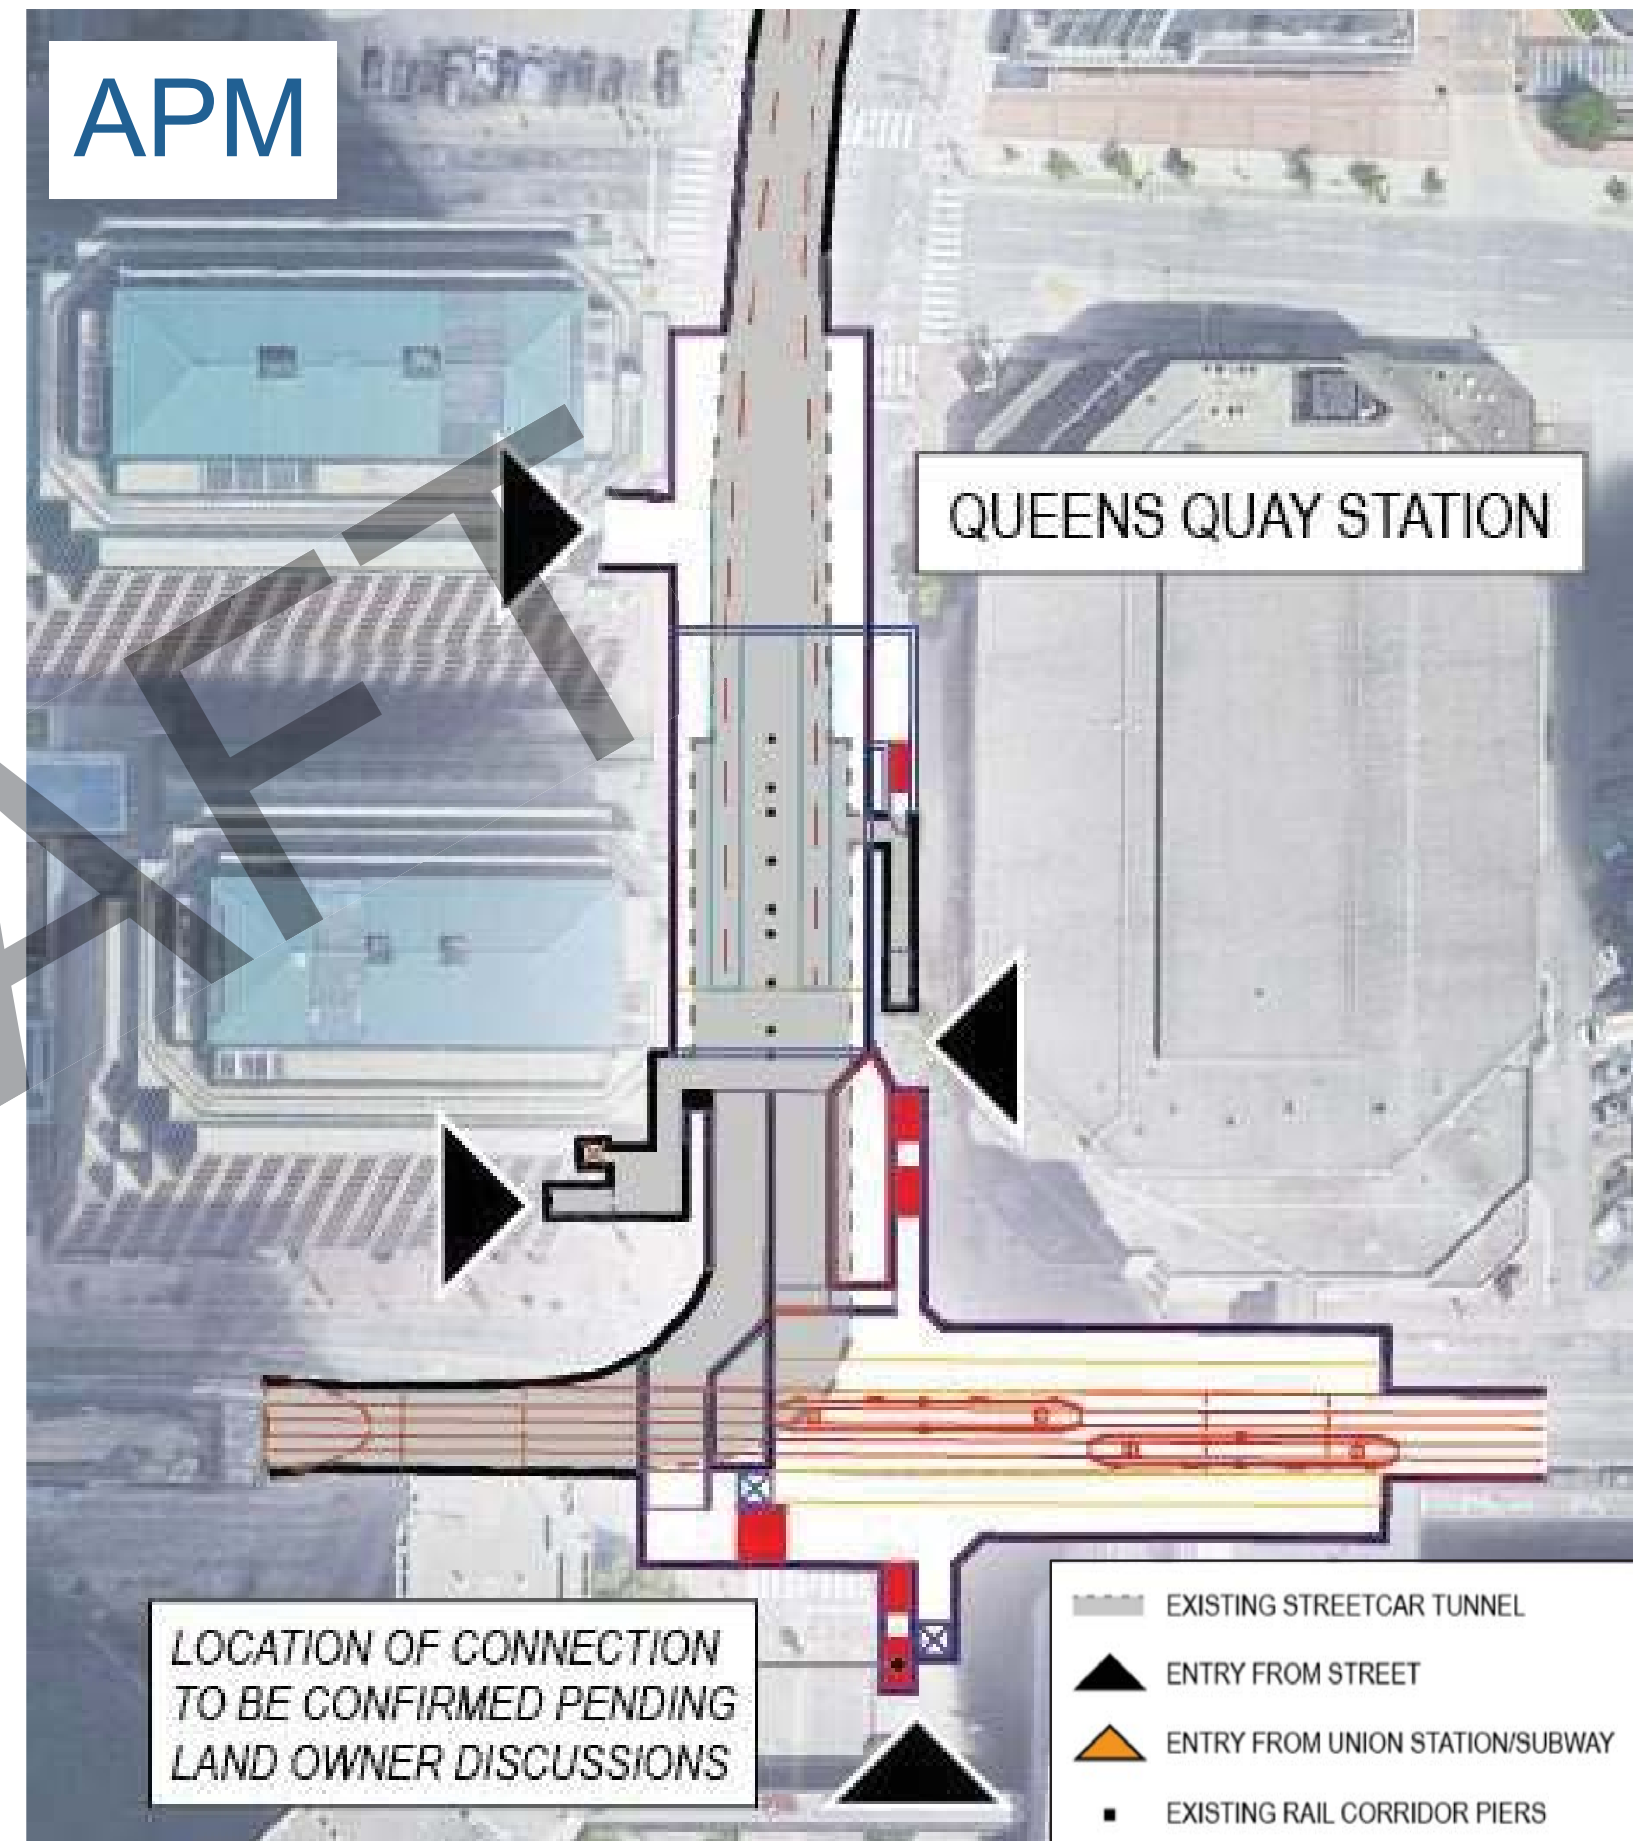 APM
QUEENS QUAY STATION
AFT
LOCATION OF CONNECTION
TO BE CONFIRMED PENDING
LAND OWNER DISCUSSIONS
EXISTING STREETCAR TUNNEL
ENTRY FROM STREET
ENTRY FROM UNION STATION/SUBWAY
EXISTING RAIL CORRIDOR PIERS